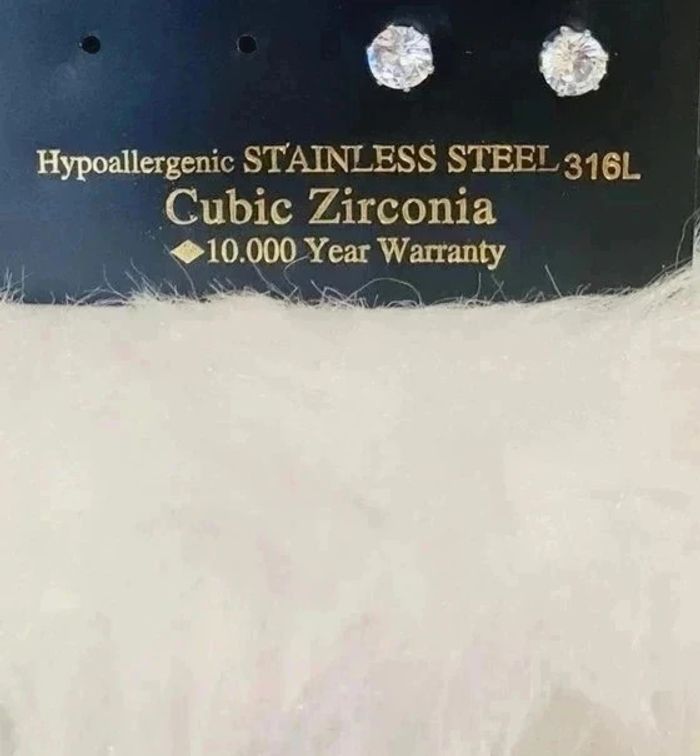 Hypoallergenic STAINLESS STEEL 316L
Cubic Zirconia
10.000 Year Warranty